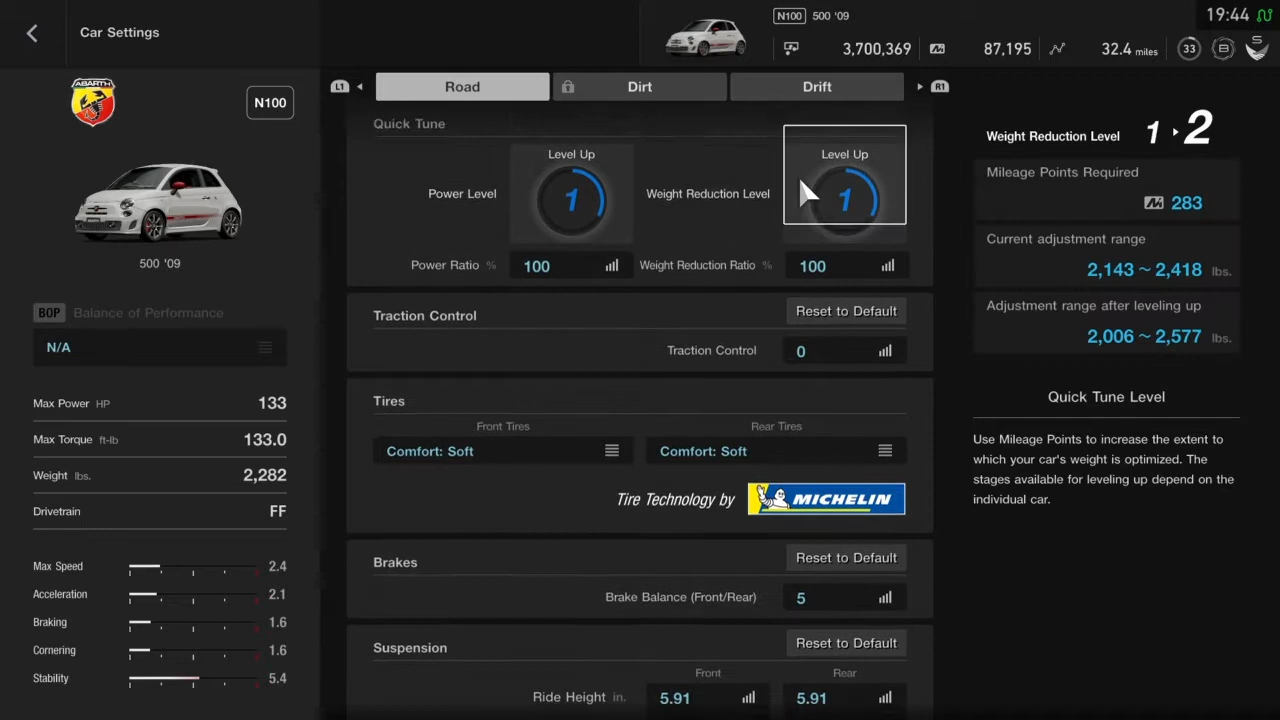 Car Settings
N100 500 '09
3,700,369
87,195
32.4 miles
33
B
S
19:44
ABARTH
N100
500 '09
BOP Balance of Performance
N/A
Max Power HP 133
Max Torque ft-lb 133.0
Weight lbs. 2,282
Drivetrain FF
Max Speed 2.4
Acceleration 2.1
Braking 1.6
Cornering 1.6
Stability 5.4
L1 Road Dirt Drift R1
Quick Tune
Level Up Level Up
Power Level 1 Weight Reduction Level 1
Power Ratio % 100 Weight Reduction Ratio % 100
Traction Control Reset to Default
Traction Control 0
Tires
Front Tires Rear Tires
Comfort: Soft Comfort: Soft
Tire Technology by MICHELIN
Brakes Reset to Default
Brake Balance (Front/Rear) 5
Suspension Reset to Default
Front Rear
Ride Height in. 5.91 5.91
Weight Reduction Level 1 2
Mileage Points Required
283
Current adjustment range
2,143 ~ 2,418 lbs.
Adjustment range after leveling up
2,006 ~ 2,577 lbs.
Quick Tune Level
Use Mileage Points to increase the extent to
which your car's weight is optimized. The
stages available for leveling up depend on the
individual car.